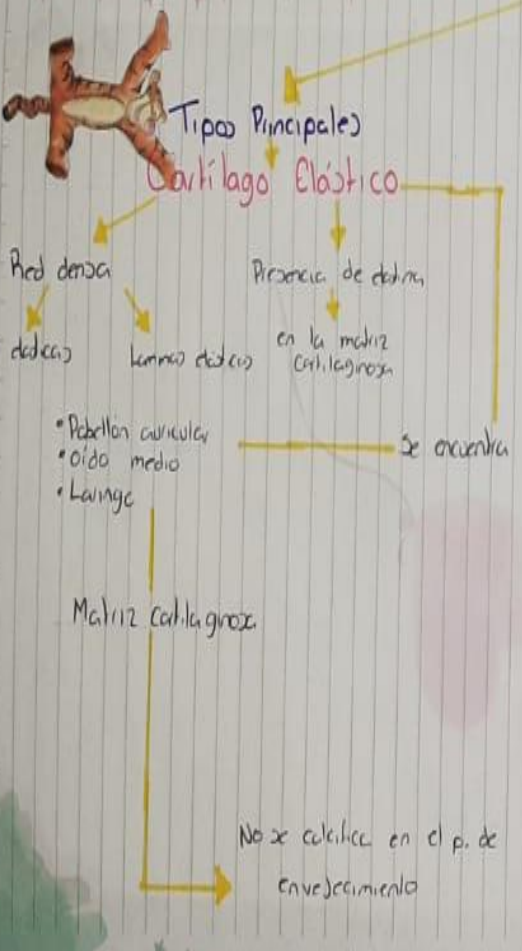 Tipos Principales
Cartílago Elástico
Red densa
Presencia de elastina
elásticas
Laminas elásticas
en la matriz
cartilaginosa
• Pabellón auricular
• oído medio
• Laringe
Se encuentra
Matriz Cartilaginosa
No se calcifica en el p. de
envejecimiento